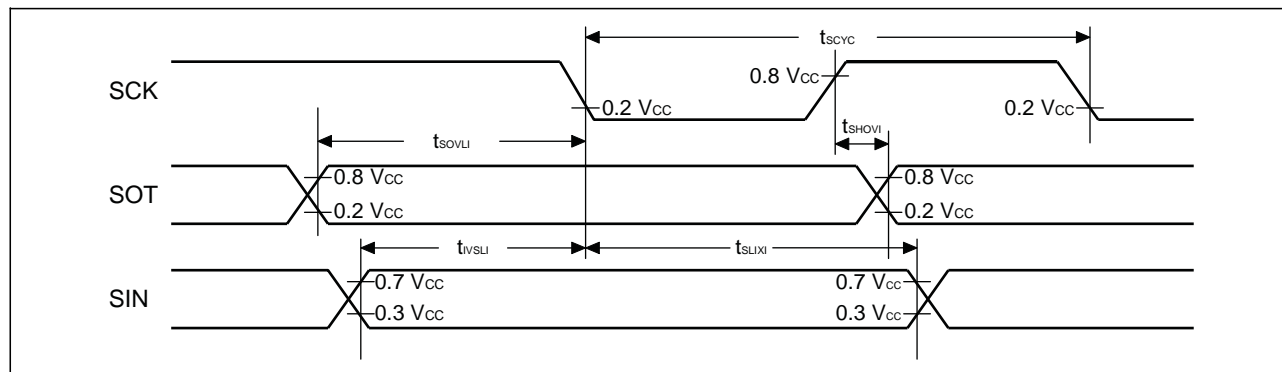 tSCYC
SCK
0.8 VCC
0.2 VCC
0.2 VCC
tSOVLI
tSHOVI
SOT
0.8 VCC
0.2 VCC
0.8 VCC
0.2 VCC
tIVSLI
tSLIXI
SIN
0.7 VCC
0.3 VCC
0.7 VCC
0.3 VCC